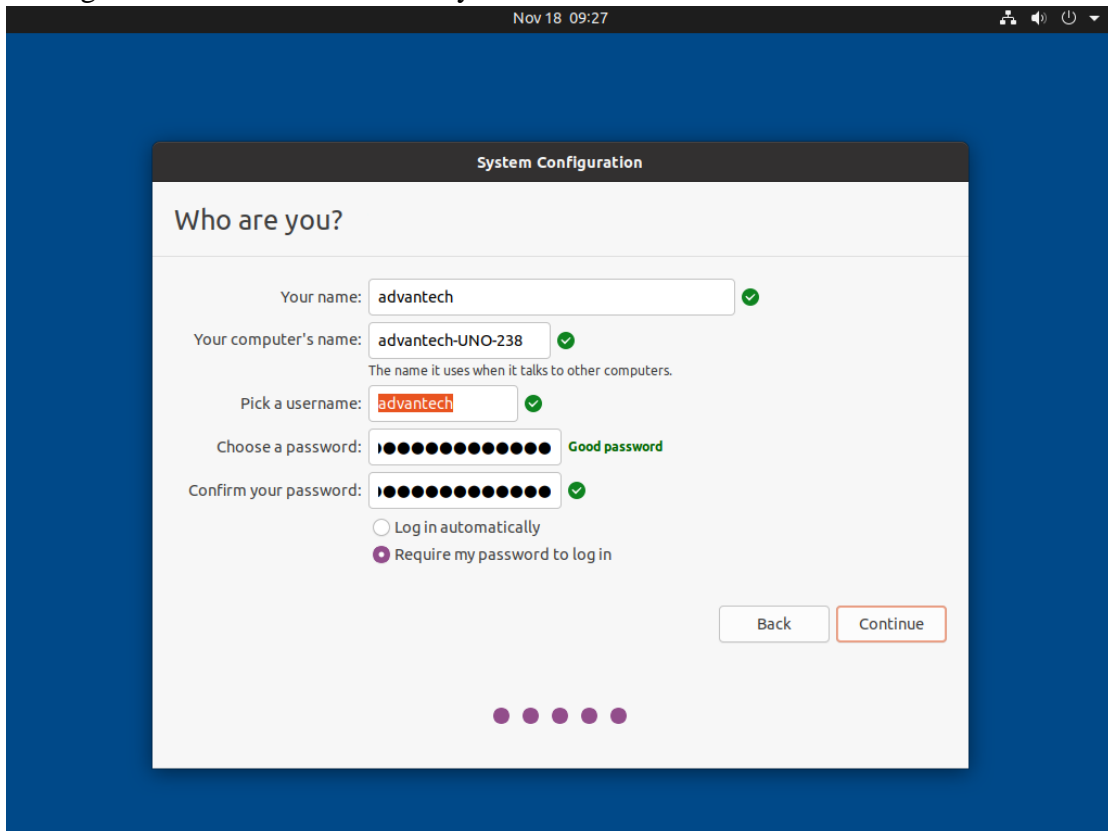 Nov 18 09:27
System Configuration
Who are you?
Your name: advantech
Your computer's name: advantech-UNO-238
The name it uses when it talks to other computers.
Pick a username: advantech
Choose a password: Good password
Confirm your password:
Log in automatically
Require my password to log in
Back Continue